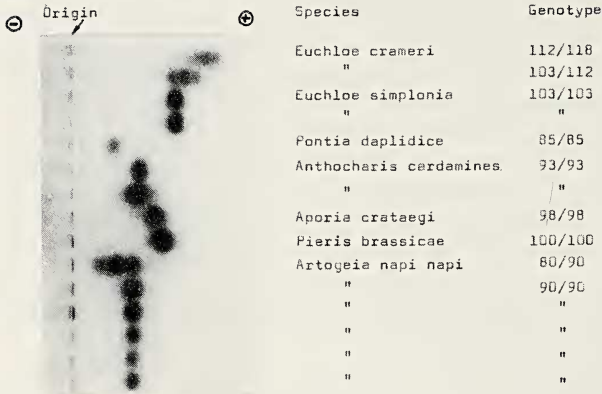 ⊖ Origin ⊕ Species Genotype
Euchloe crameri 112/118
" 103/112
Euchloe simplonia 103/103
" "
Pontia daplidice 85/85
Anthocharis cardamines 93/93
" "
Aporia crataegi 98/98
Pieris brassicae 100/100
Artogeia napi napi 80/90
" 90/90
" "
" "
" "
" "